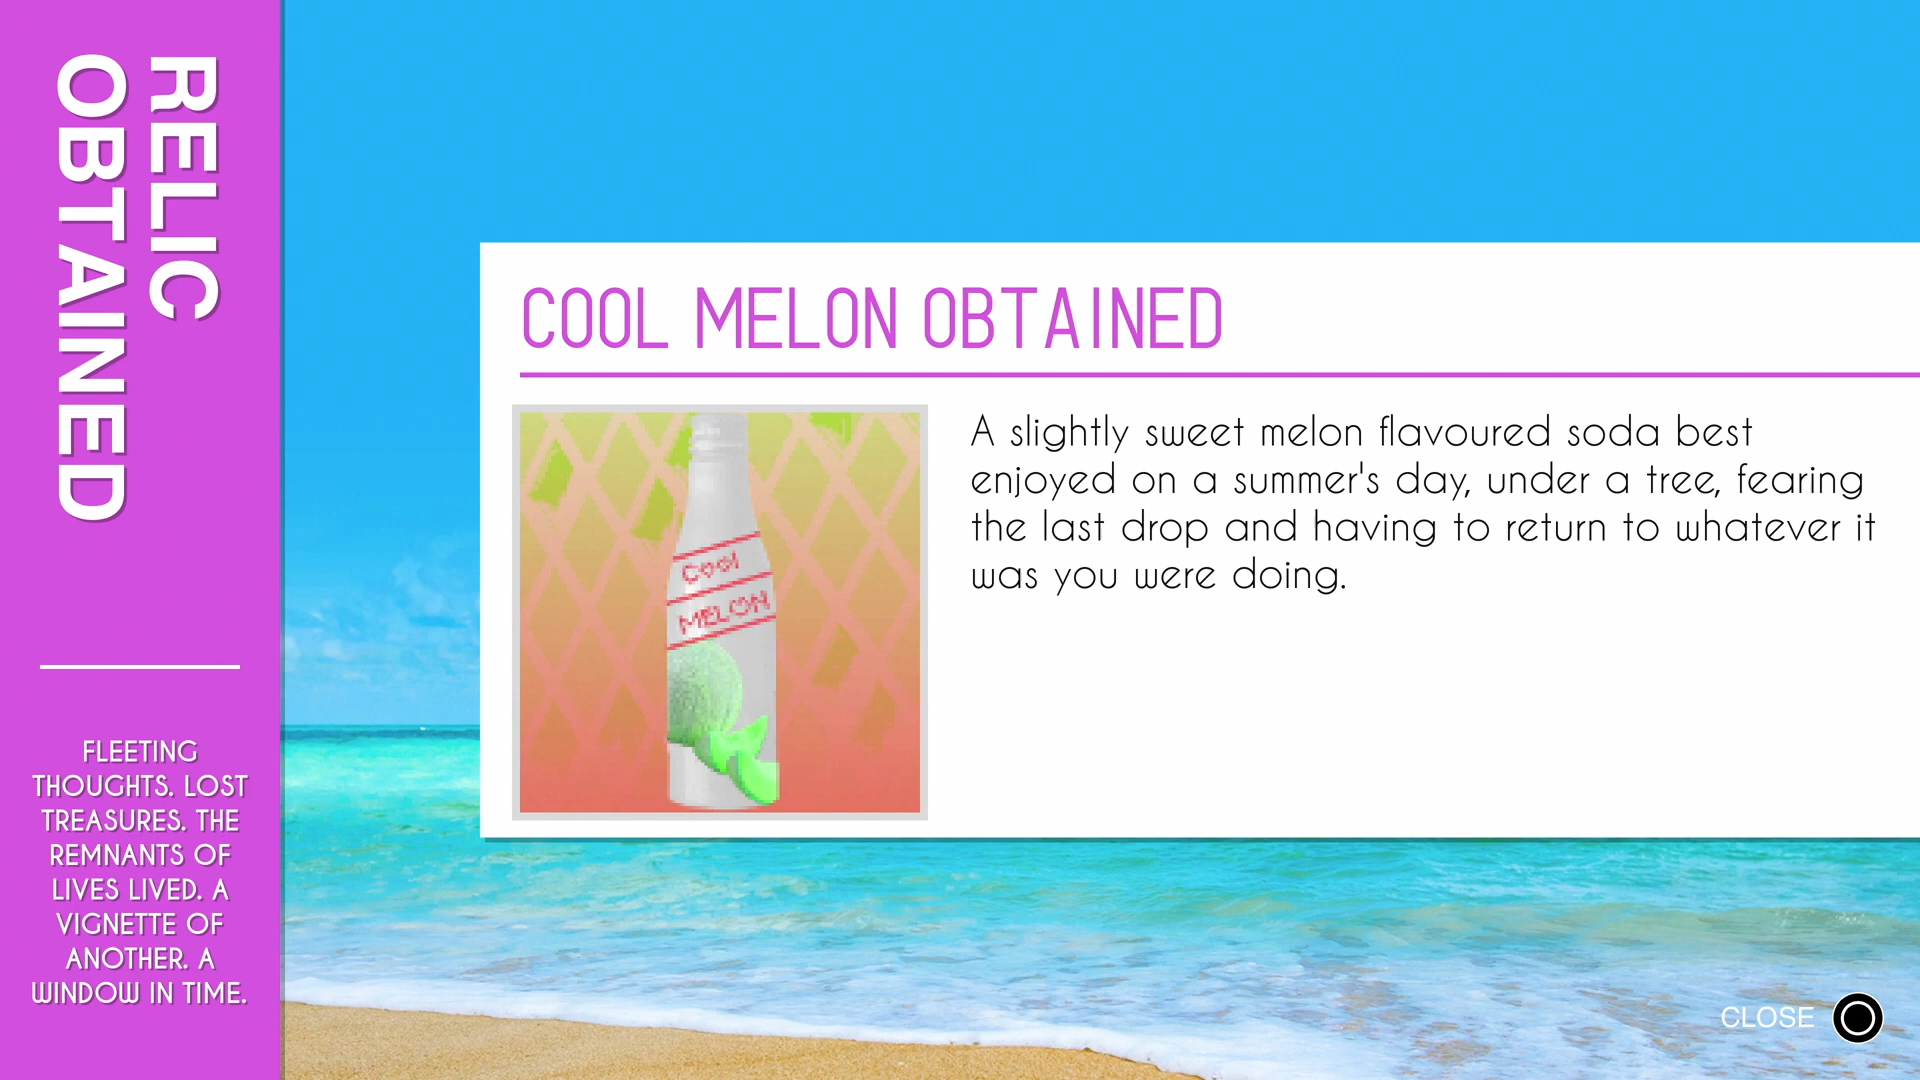 RELIC
OBTAINED
FLEETING
THOUGHTS. LOST
TREASURES. THE
REMNANTS OF
LIVES LIVED. A
VIGNETTE OF
ANOTHER. A
WINDOW IN TIME.
COOL MELON OBTAINED
Cool
MELON
A slightly sweet melon flavoured soda best
enjoyed on a summer's day, under a tree, fearing
the last drop and having to return to whatever it
was you were doing.
CLOSE